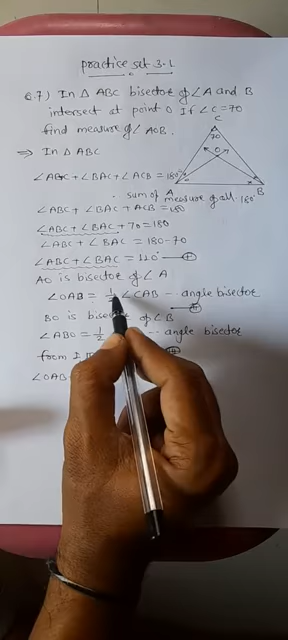 practice set 3.1
Q.7) In △ ABC bisector of ∠A and B
intersect at point O If ∠C=70
find measure of ∠AOB.
C
70
O
A
B
⇒ In △ ABC
∠ABC+∠BAC+∠ACB =180°
∴ sum of measure of all 180°
∠ABC + ∠BAC + ACB = 180
∠ABC + ∠BAC + 70 = 180
∠ABC + ∠BAC = 180-70
∠ABC + ∠BAC = 110°
AO is bisector of ∠A
∠OAB = 1/2 ∠CAB -- angle bisector
BO is of ∠B
∠ABO = 1/2 -- angle bisector
from I
∠OAB